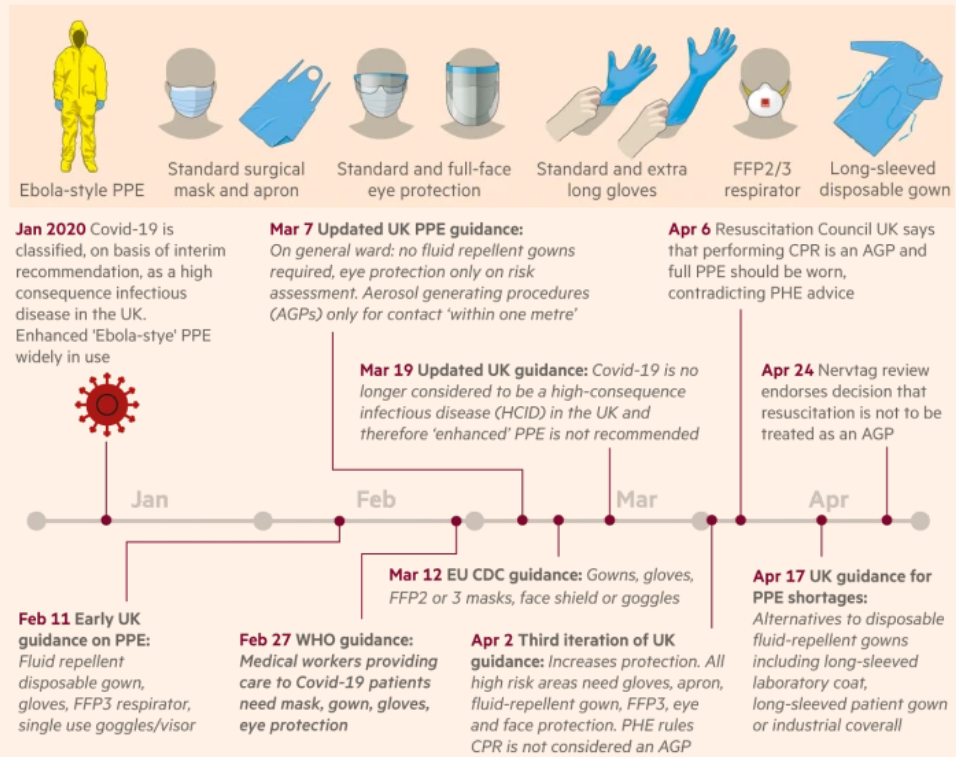 Ebola-style PPE
Standard surgical
mask and apron
Standard and full-face
eye protection
Standard and extra
long gloves
FFP2/3
respirator
Long-sleeved
disposable gown
Jan 2020 Covid-19 is
classified, on basis of interim
recommendation, as a high
consequence infectious
disease in the UK.
Enhanced 'Ebola-stye' PPE
widely in use
Mar 7 Updated UK PPE guidance:
On general ward: no fluid repellent gowns
required, eye protection only on risk
assessment. Aerosol generating procedures
(AGPs) only for contact ‘within one metre’
Apr 6 Resuscitation Council UK says
that performing CPR is an AGP and
full PPE should be worn,
contradicting PHE advice
Mar 19 Updated UK guidance: Covid-19 is no
longer considered to be a high-consequence
infectious disease (HCID) in the UK and
therefore ‘enhanced’ PPE is not recommended
Apr 24 Nervtag review
endorses decision that
resuscitation is not to be
treated as an AGP
Jan
Feb
Mar
Apr
Feb 11 Early UK
guidance on PPE:
Fluid repellent
disposable gown,
gloves, FFP3 respirator,
single use goggles/visor
Feb 27 WHO guidance:
Medical workers providing
care to Covid-19 patients
need mask, gown, gloves,
eye protection
Mar 12 EU CDC guidance: Gowns, gloves,
FFP2 or 3 masks, face shield or goggles
Apr 2 Third iteration of UK
guidance: Increases protection. All
high risk areas need gloves, apron,
fluid-repellent gown, FFP3, eye
and face protection. PHE rules
CPR is not considered an AGP
Apr 17 UK guidance for
PPE shortages:
Alternatives to disposable
fluid-repellent gowns
including long-sleeved
laboratory coat,
long-sleeved patient gown
or industrial coverall